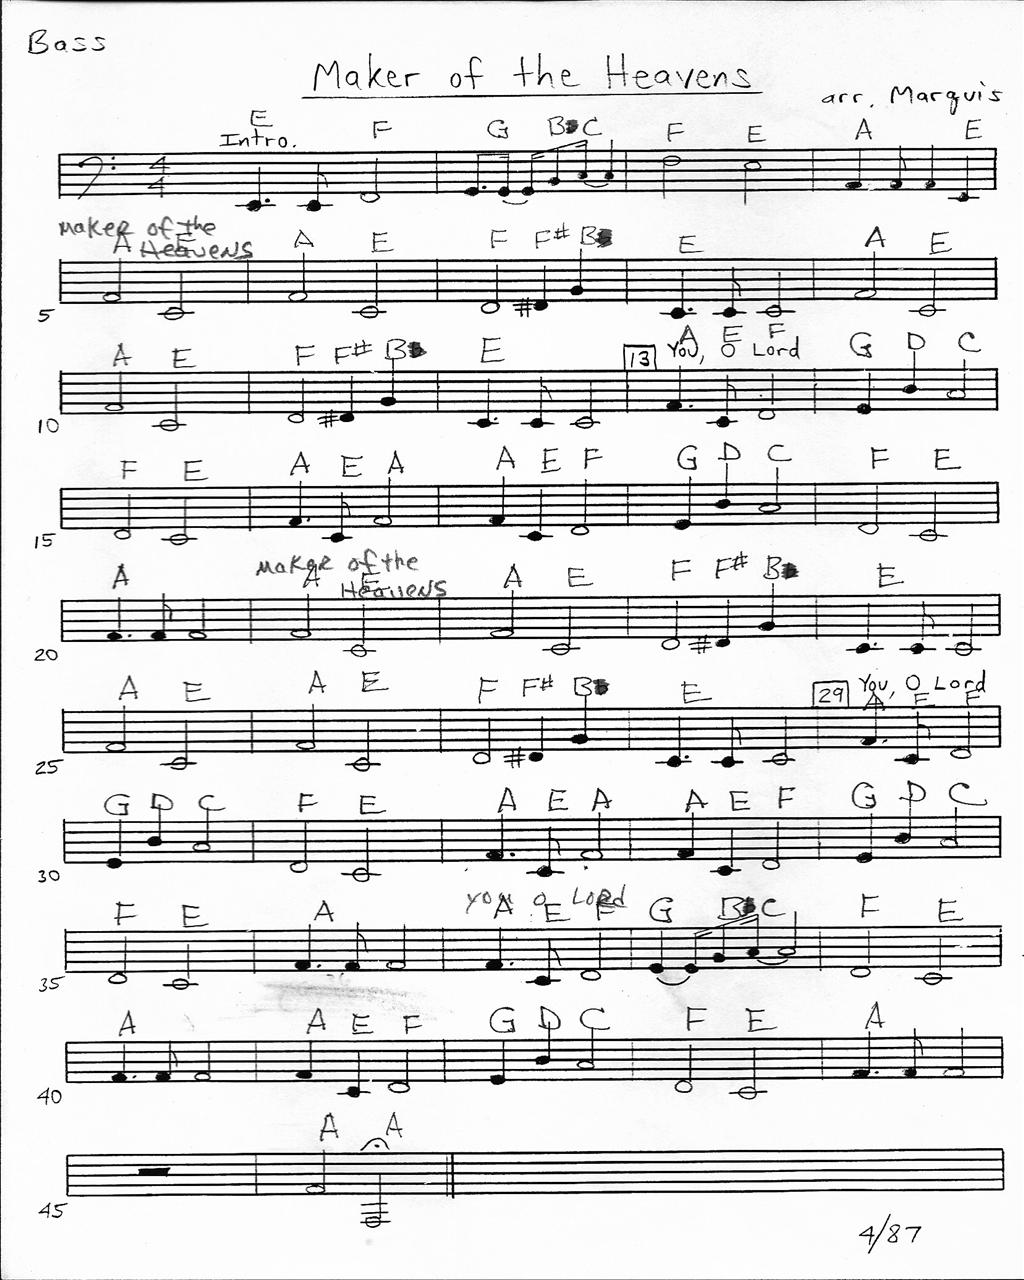 Bass
Maker of the Heavens
arr. Marquis
E F G B C F E A E
Intro.
4
4
Maker of the
Heavens
A E A E F F# B E A E
5
A E F F# B E A E F G D C
13 You, O Lord
10
F E A E A A E F G D C F E
15
Maker of the
Heavens
A A E A E F F# B E
20
A E A E F F# B E A E F
29 You, O Lord
25
G D C F E A E A A E F G D C
30
You O Lord
F E A A E F G B C F E
35
A A E F G D C F E A
40
A A
45
4/87